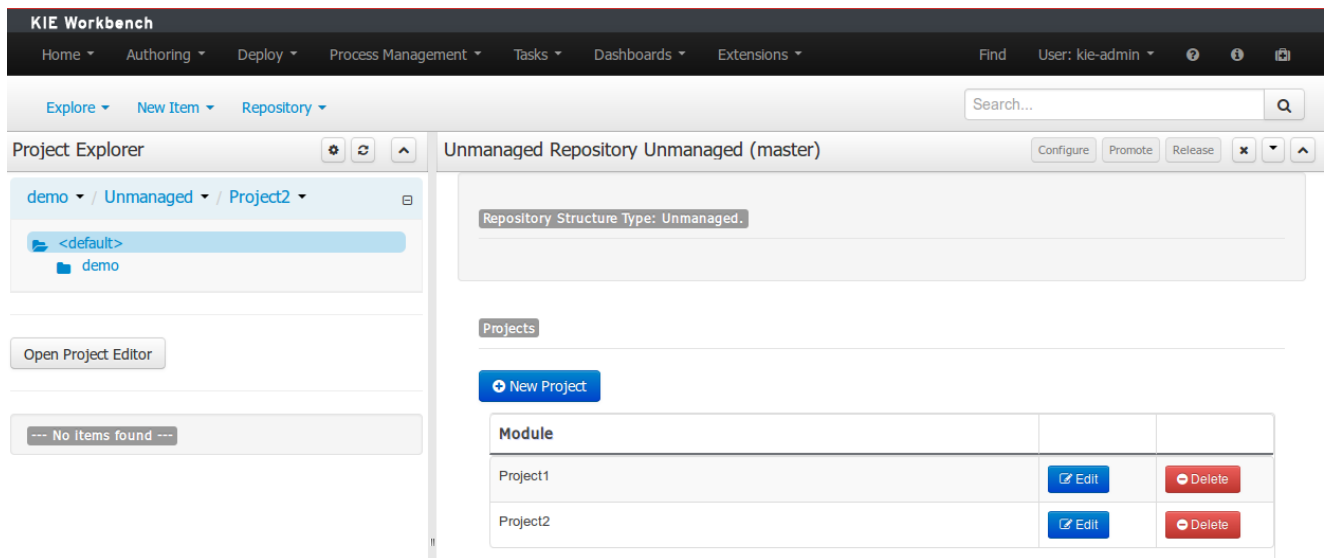 KIE Workbench
Home Authoring Deploy Process Management Tasks Dashboards Extensions Find User: kie-admin
Explore New Item Repository Search...
Project Explorer
demo / Unmanaged / Project2
<default>
demo
Open Project Editor
--- No items found ---
Unmanaged Repository Unmanaged (master) Configure Promote Release
Repository Structure Type: Unmanaged.
Projects
New Project
Module
Project1 Edit Delete
Project2 Edit Delete